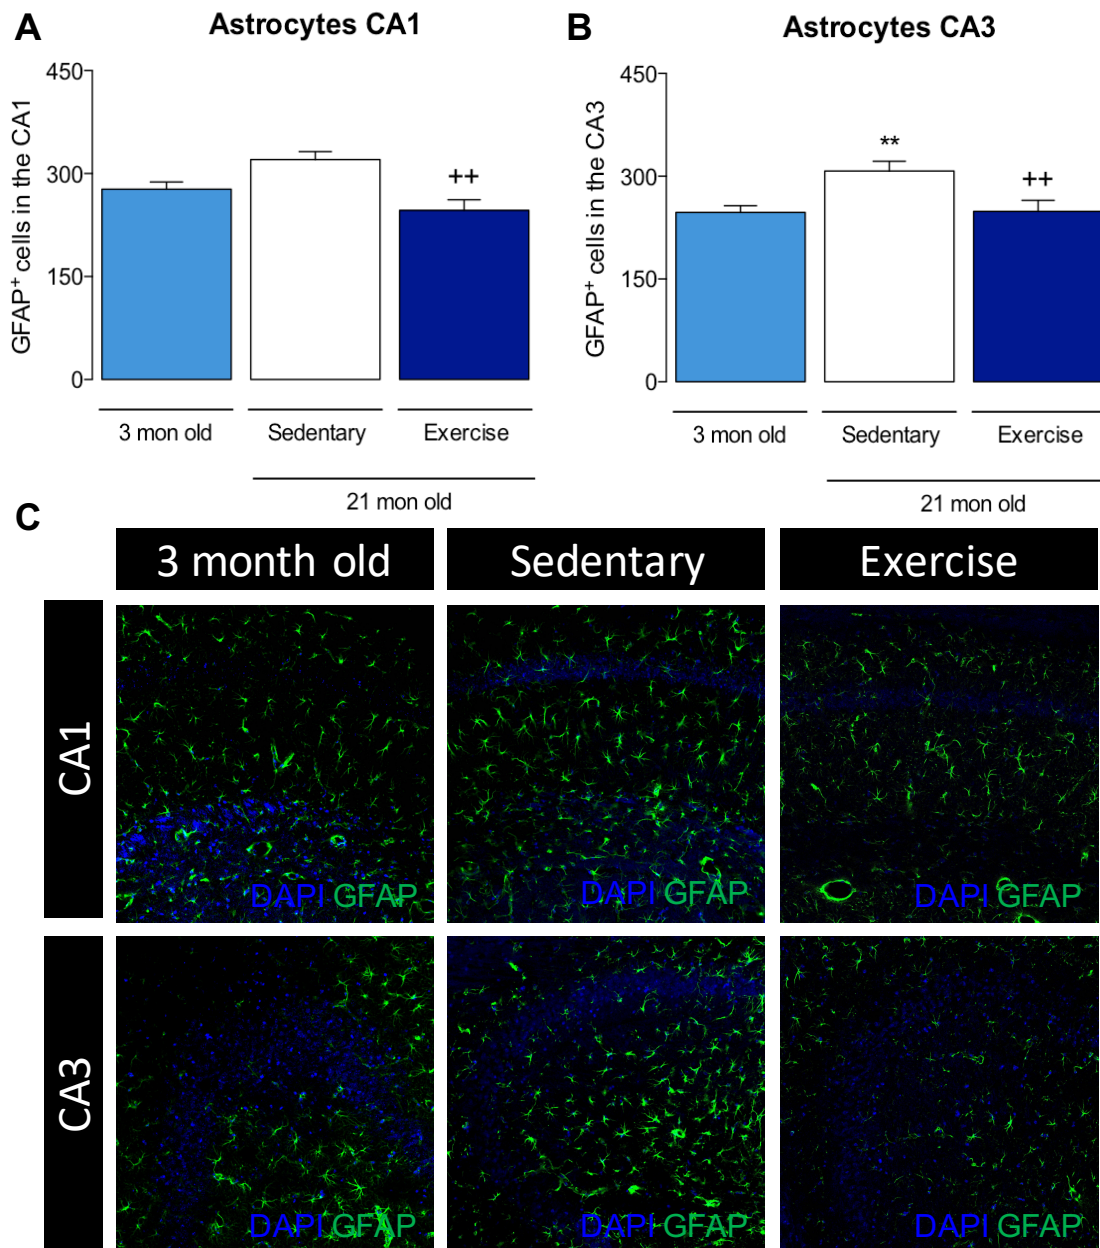 A
Astrocytes CA1
GFAP+ cells in the CA1
450
300
150
0
++
3 mon old
Sedentary
Exercise
21 mon old
B
Astrocytes CA3
GFAP+ cells in the CA3
450
300
150
0
**
++
3 mon old
Sedentary
Exercise
21 mon old
C
3 month old
Sedentary
Exercise
CA1
DAPI GFAP
DAPI GFAP
DAPI GFAP
CA3
DAPI GFAP
DAPI GFAP
DAPI GFAP